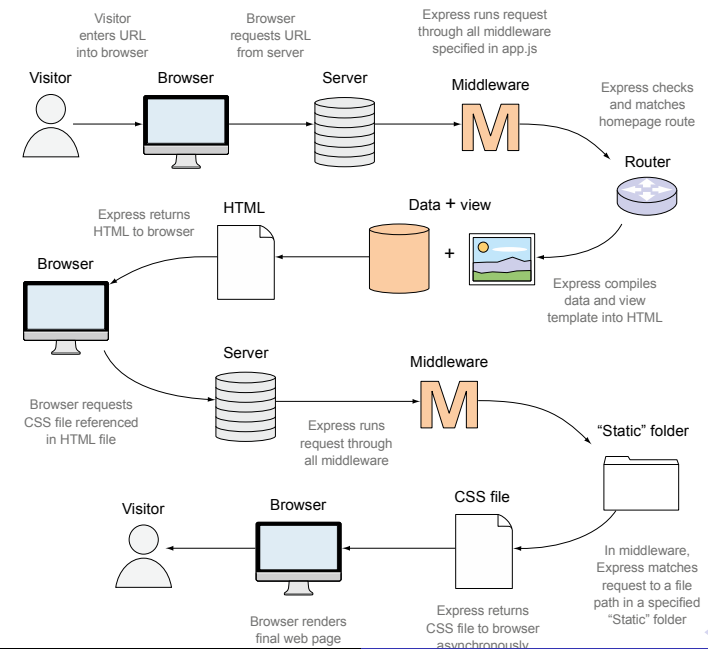 Visitor
enters URL
into browser
Browser
requests URL
from server
Express runs request
through all middleware
specified in app.js
Visitor
Browser
Server
Middleware
M
Express checks
and matches
homepage route
Router
Express returns
HTML to browser
HTML
Data + view
+
Browser
Express compiles
data and view
template into HTML
Server
Middleware
M
Browser requests
CSS file referenced
in HTML file
Express runs
request through
all middleware
“Static” folder
Visitor
Browser
CSS file
In middleware,
Express matches
request to a file
path in a specified
“Static” folder
Browser renders
final web page
Express returns
CSS file to browser
asynchronously